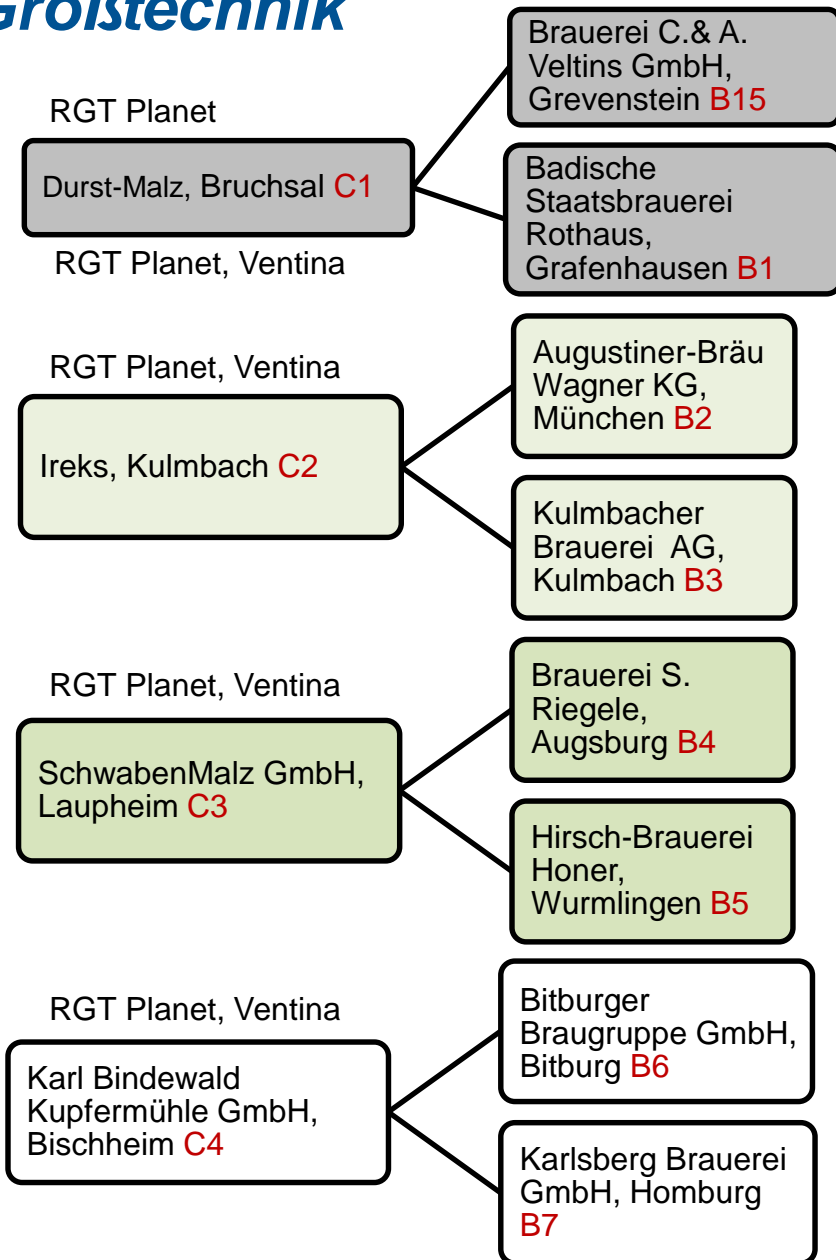 Großtechnik
RGT Planet
Durst-Malz, Bruchsal C1
RGT Planet, Ventina
Brauerei C.& A.
Veltins GmbH,
Grevenstein B15
Badische
Staatsbrauerei
Rothaus,
Grafenhausen B1
RGT Planet, Ventina
Ireks, Kulmbach C2
Augustiner-Bräu
Wagner KG,
München B2
Kulmbacher
Brauerei AG,
Kulmbach B3
RGT Planet, Ventina
SchwabenMalz GmbH,
Laupheim C3
Brauerei S.
Riegele,
Augsburg B4
Hirsch-Brauerei
Honer,
Wurmlingen B5
RGT Planet, Ventina
Karl Bindewald
Kupfermühle GmbH,
Bischheim C4
Bitburger
Braugruppe GmbH,
Bitburg B6
Karlsberg Brauerei
GmbH, Homburg
B7